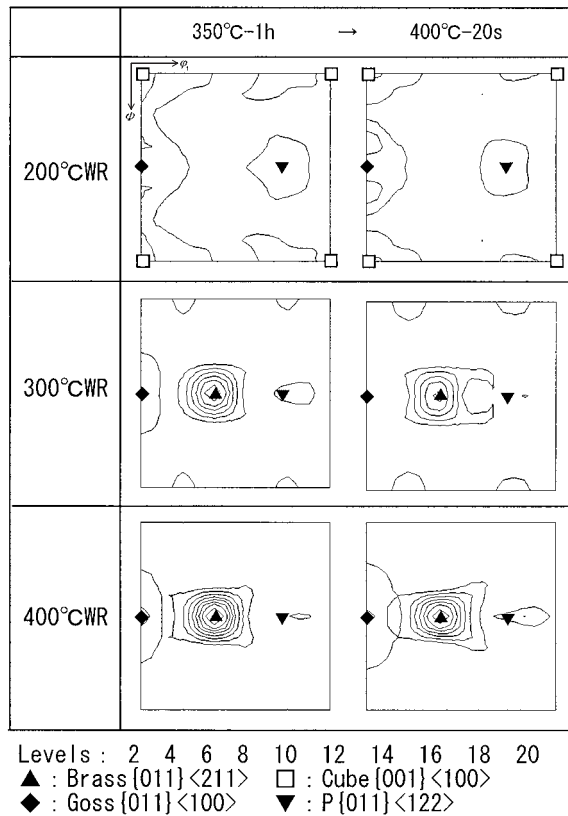 350℃-1h → 400℃-20s
φ₁
Φ
200℃WR
300℃WR
400℃WR
Levels : 2 4 6 8 10 12 14 16 18 20
▲ : Brass{011}<211> □ : Cube{001}<100>
◆ : Goss{011}<100> ▼ : P{011}<122>